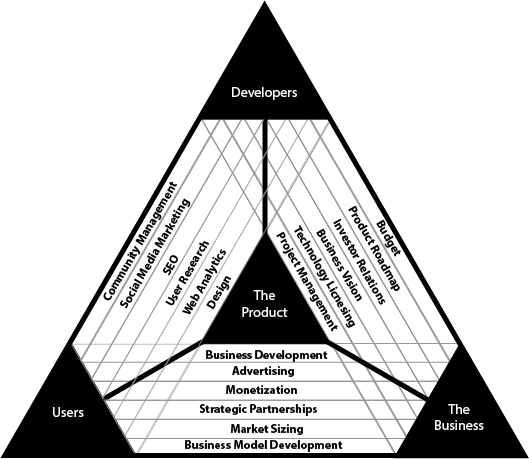 Developers
Community Management
Social Media Marketing
SEO
User Research
Web Analytics
Design
Budget
Product Roadmap
Investor Relations
Business Vision
Technology Licnesing
Project Management
The
Product
Business Development
Advertising
Monetization
Strategic Partnerships
Market Sizing
Business Model Development
Users
The
Business